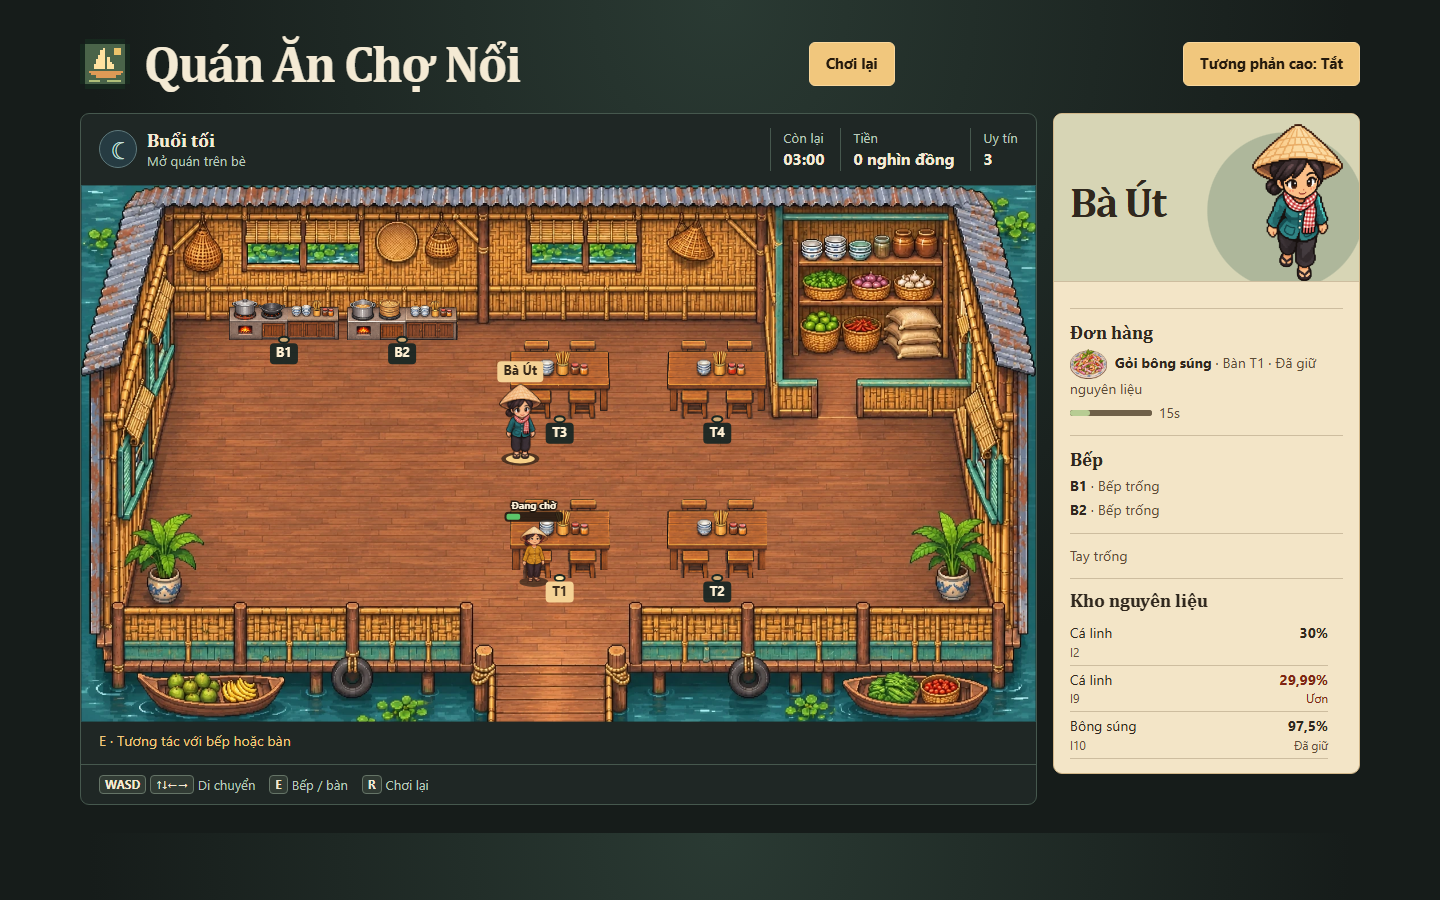 Quán Ăn Chợ Nổi
Chơi lại
Tương phản cao: Tắt
Buổi tối
Mở quán trên bè
Còn lại
03:00
Tiền
0 nghìn đồng
Uy tín
3
B1
B2
Bà Út
T3
T4
Đang chờ
T1
T2
E · Tương tác với bếp hoặc bàn
WASD ↑↓←→ Di chuyển E Bếp / bàn R Chơi lại
Bà Út
Đơn hàng
Gỏi bông súng · Bàn T1 · Đã giữ
nguyên liệu
15s
Bếp
B1 · Bếp trống
B2 · Bếp trống
Tay trống
Kho nguyên liệu
Cá linh 30%
I2
Cá linh 29,99%
I9 Ươn
Bông súng 97,5%
I10 Đã giữ